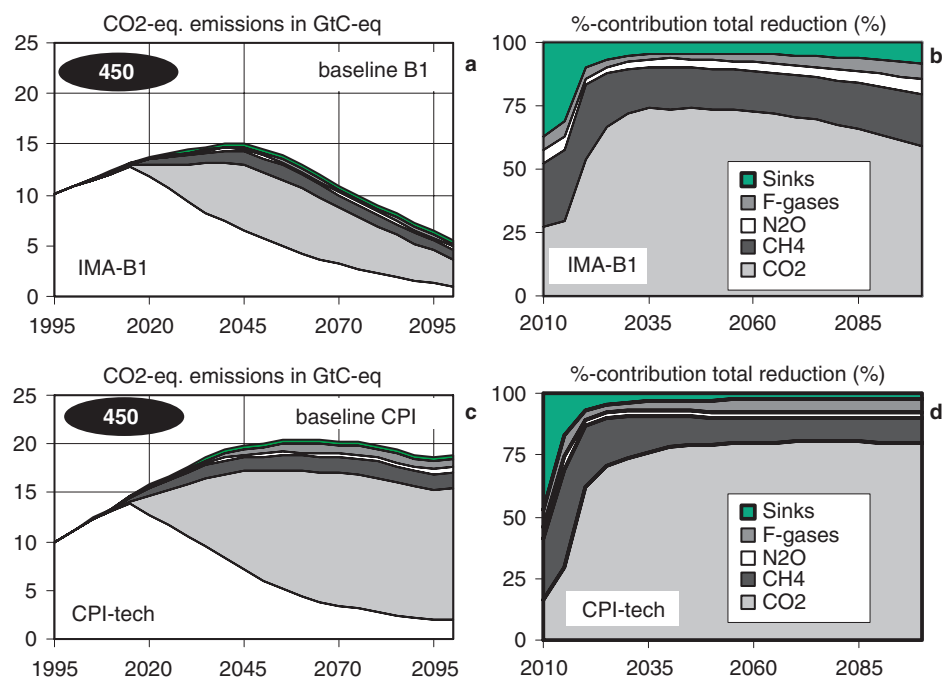 CO2-eq. emissions in GtC-eq
25
20
15
10
5
0
450
baseline B1
a
IMA-B1
1995 2020 2045 2070 2095
%-contribution total reduction (%)
100
75
50
25
0
b
Sinks
F-gases
N2O
CH4
CO2
IMA-B1
2010 2035 2060 2085
CO2-eq. emissions in GtC-eq
25
20
15
10
5
0
450
baseline CPI
c
CPI-tech
1995 2020 2045 2070 2095
%-contribution total reduction (%)
100
75
50
25
0
d
Sinks
F-gases
N2O
CH4
CO2
CPI-tech
2010 2035 2060 2085